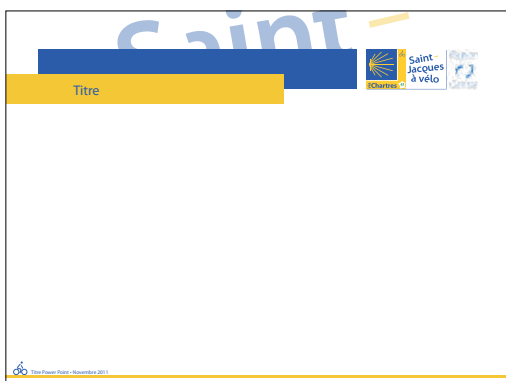 Saint -
Saint -
Jacques
à vélo
Chartres
Titre
Titre Power Point - Novembre 2011